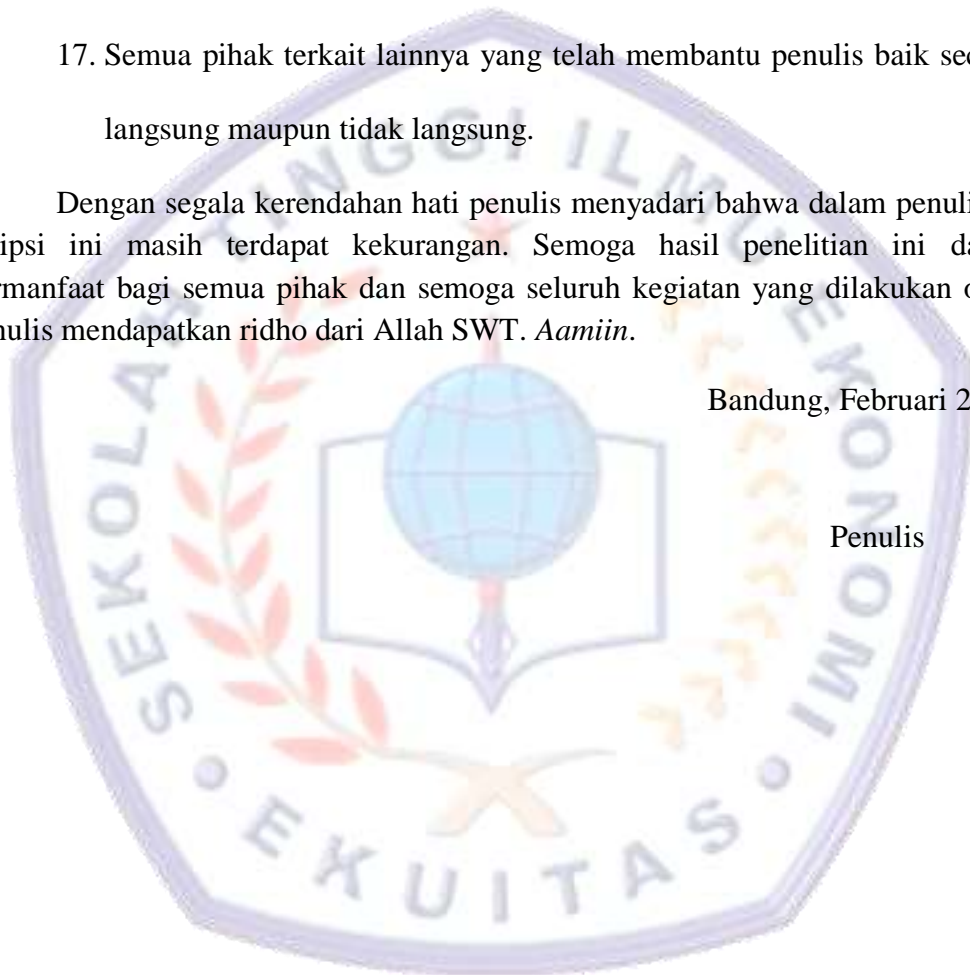 17. Semua pihak terkait lainnya yang telah membantu penulis baik sec
langsung maupun tidak langsung.
Dengan segala kerendahan hati penulis menyadari bahwa dalam penuli
ipsi ini masih terdapat kekurangan. Semoga hasil penelitian ini da
rmanfaat bagi semua pihak dan semoga seluruh kegiatan yang dilakukan o
nulis mendapatkan ridho dari Allah SWT. Aamiin.
Bandung, Februari 2
Penulis
SEKOLAH TINGGI ILMU EKONOMI
EKUITAS